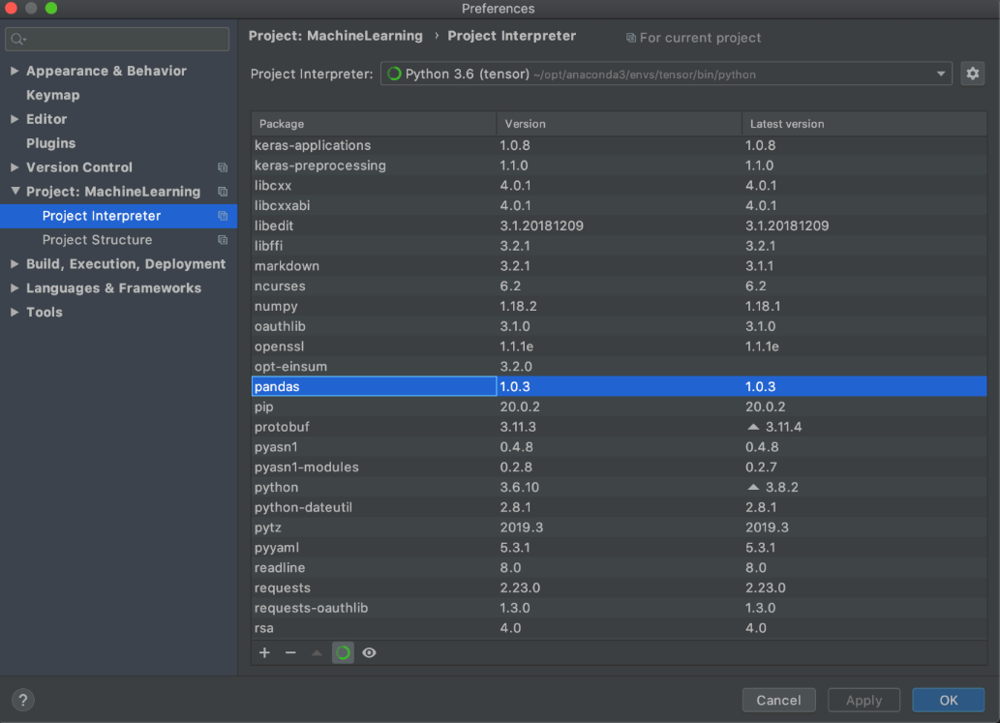 Preferences
Project: MachineLearning › Project Interpreter For current project
Appearance & Behavior
Keymap
Editor
Plugins
Version Control
Project: MachineLearning
Project Interpreter
Project Structure
Build, Execution, Deployment
Languages & Frameworks
Tools
Project Interpreter: Python 3.6 (tensor) ~/opt/anaconda3/envs/tensor/bin/python
Package Version Latest version
keras-applications 1.0.8 1.0.8
keras-preprocessing 1.1.0 1.1.0
libcxx 4.0.1 4.0.1
libcxxabi 4.0.1 4.0.1
libedit 3.1.20181209 3.1.20181209
libffi 3.2.1 3.2.1
markdown 3.2.1 3.1.1
ncurses 6.2 6.2
numpy 1.18.2 1.18.1
oauthlib 3.1.0 3.1.0
openssl 1.1.1e 1.1.1e
opt-einsum 3.2.0
pandas 1.0.3 1.0.3
pip 20.0.2 20.0.2
protobuf 3.11.3 3.11.4
pyasn1 0.4.8 0.4.8
pyasn1-modules 0.2.8 0.2.7
python 3.6.10 3.8.2
python-dateutil 2.8.1 2.8.1
pytz 2019.3 2019.3
pyyaml 5.3.1 5.3.1
readline 8.0 8.0
requests 2.23.0 2.23.0
requests-oauthlib 1.3.0 1.3.0
rsa 4.0 4.0
? Cancel Apply OK